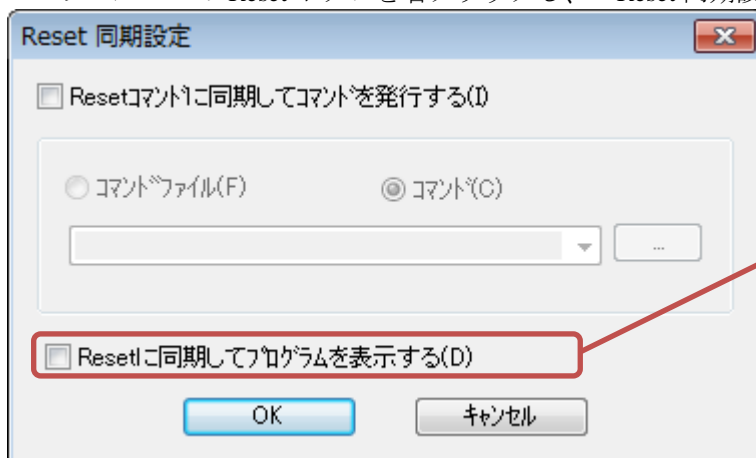 Reset 同期設定
Resetコマンドに同期してコマンドを発行する(I)
コマンドファイル(F) コマンド(C)
...
Resetに同期してプログラムを表示する(D)
OK キャンセル